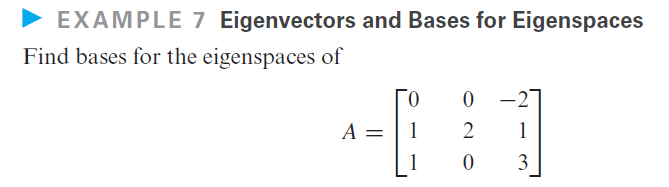 ▶ EXAMPLE 7 Eigenvectors and Bases for Eigenspaces
Find bases for the eigenspaces of
0 0 −2
A = 1 2 1
1 0 3